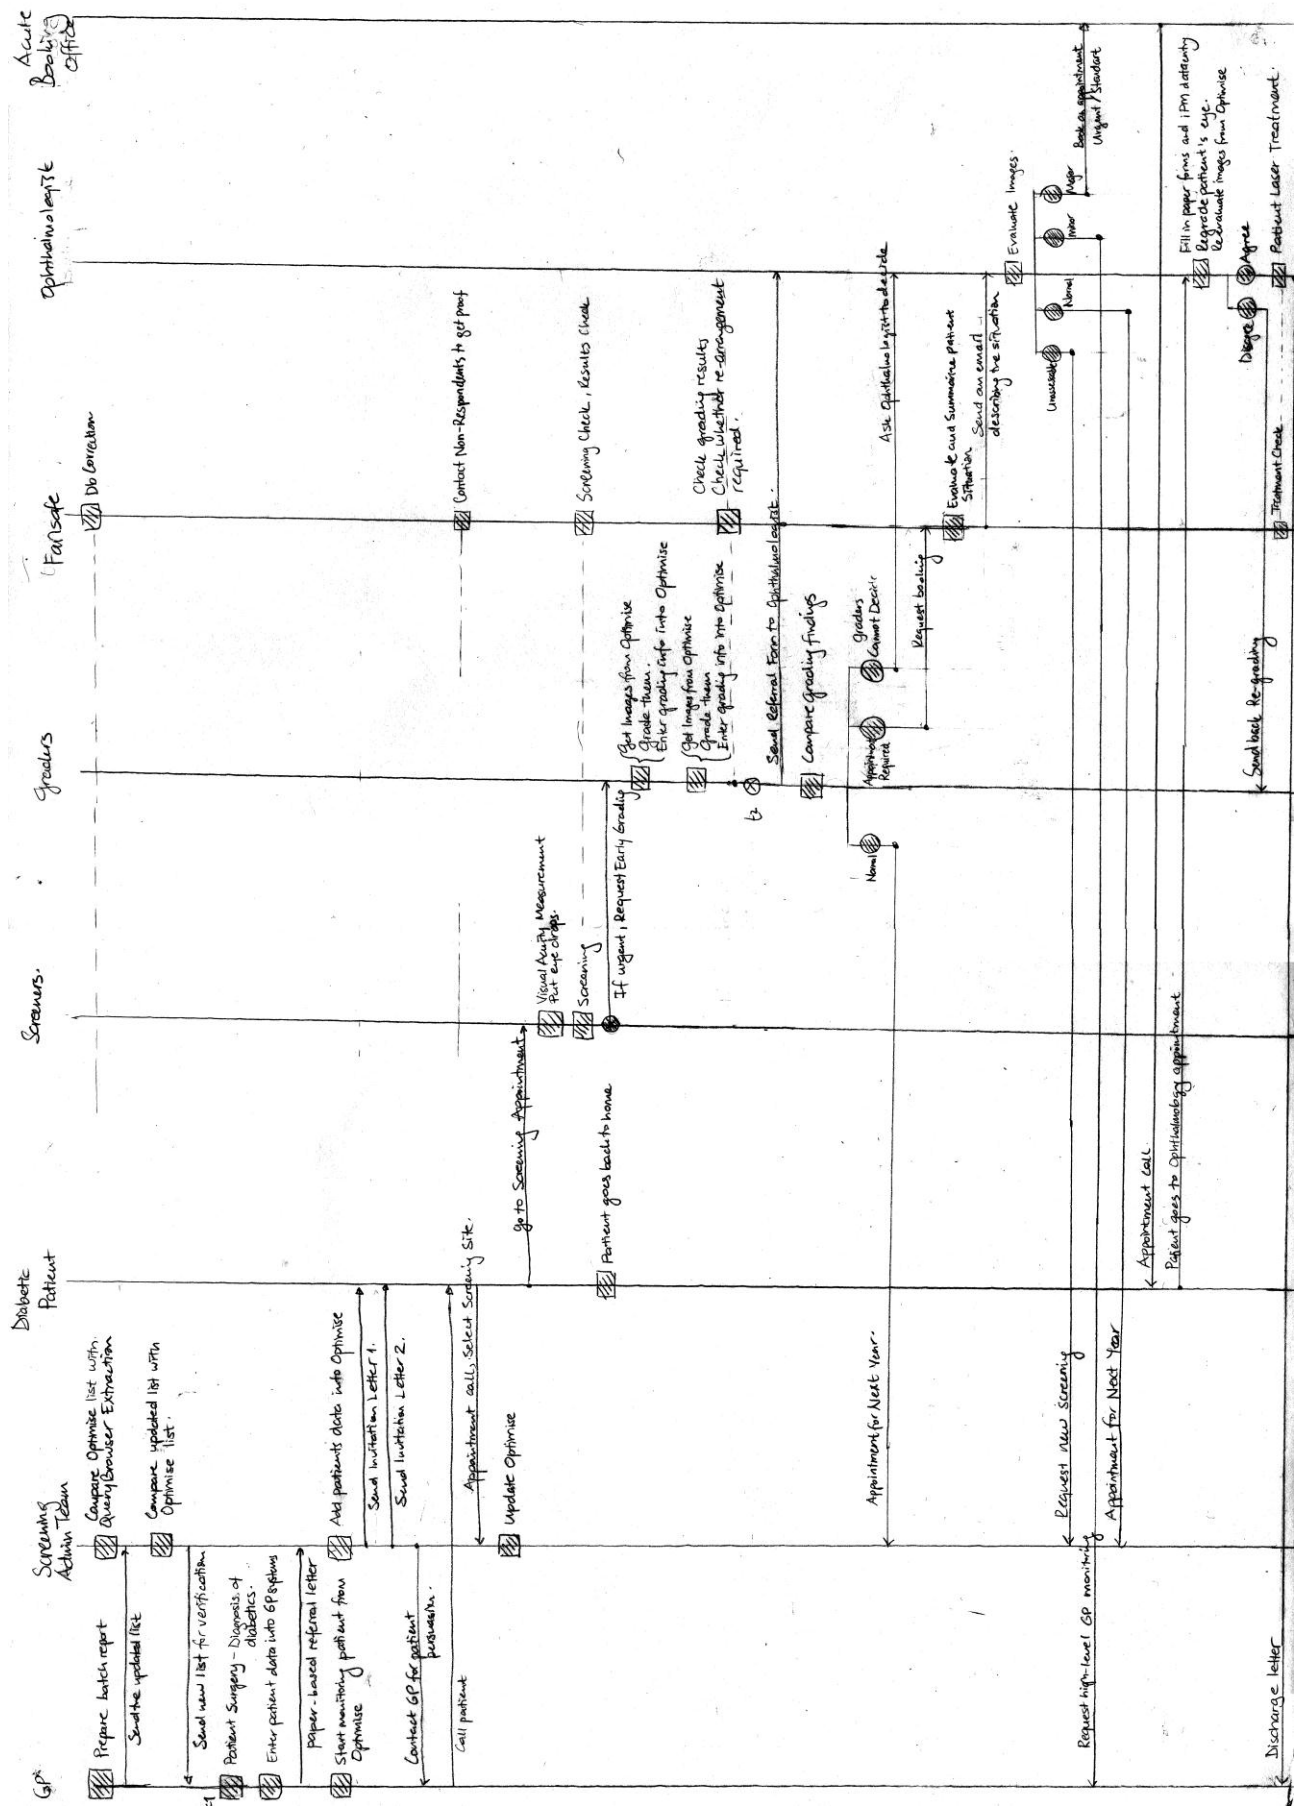 GP
Screening
Admin Team
Diabetic
Patient
Screeners.
Graders
Farsafe
Ophthalmologist
Acute
Booking
Office
Prepare batch report
Send the updated list
Compare Optimise list with
Query Browser Extraction
Compare updated list with
Optimise list.
Db Correction
Send new list for verification
Patient Surgery - Diagnosis of
diabetics.
Enter patient data into GP systems
paper-based referral letter
Start monitoring patient from
Optimise
Add patients data into Optimise
Send Invitation Letter 1.
Send Invitation Letter 2.
Contact GP for patient
persuasion.
Call patient
Contact Non-Respondents to get proof
Appointment call, Select Screening Site.
Update Optimise
Go to Screening Appointment
Visual Acuity Measurement
Put eye drops.
Screening
Screening Check, Results Check
Patient goes back to home
If urgent, Request Early Grading
Get Images from Optimise
Grade them.
Enter grading info into Optimise
Get Images from Optimise
Grade them
Enter grading info into Optimise
Check grading results
Check whether re-arrangement
required.
t2
Send Referral Form to Ophthalmologist.
Compare grading findings
Normal
Appointment
Required
graders
Cannot Decide
Ask Ophthalmologist to decide
Appointment for Next Year.
Request booking
Evaluate and Summarise patient
Situation
Send an email
describing the situation
Evaluate Images.
Normal
minor
Major
Book an appointment
Urgent / Standart
Request new screening
Request high-level GP monitoring
Appointment for Next Year
Appointment call.
Patient goes to Ophthalmology appointment
Fill in paper forms and iPM dataentry
Regrade patient's eye.
Re evaluate images from Optimise
Agree
Send back Re-grading
Patient Laser Treatment.
Treatment Check
Discharge letter